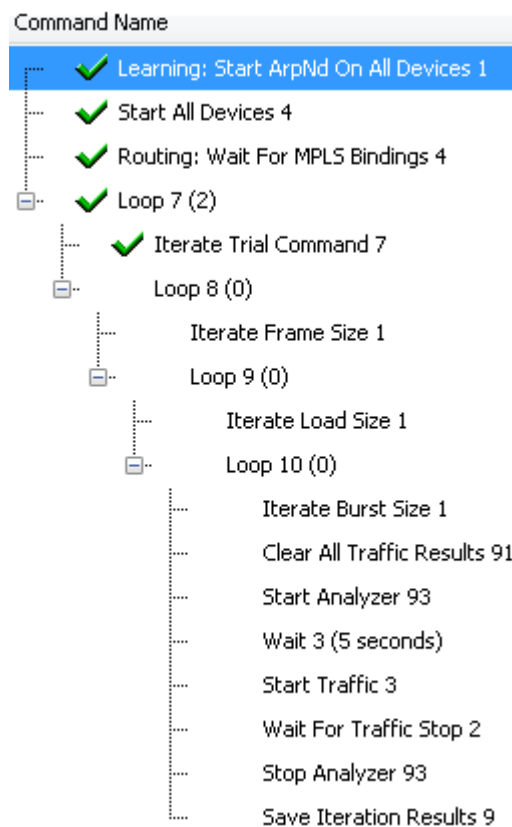 Command Name
Learning: Start ArpNd On All Devices 1
Start All Devices 4
Routing: Wait For MPLS Bindings 4
Loop 7 (2)
Iterate Trial Command 7
Loop 8 (0)
Iterate Frame Size 1
Loop 9 (0)
Iterate Load Size 1
Loop 10 (0)
Iterate Burst Size 1
Clear All Traffic Results 91
Start Analyzer 93
Wait 3 (5 seconds)
Start Traffic 3
Wait For Traffic Stop 2
Stop Analyzer 93
Save Iteration Results 9